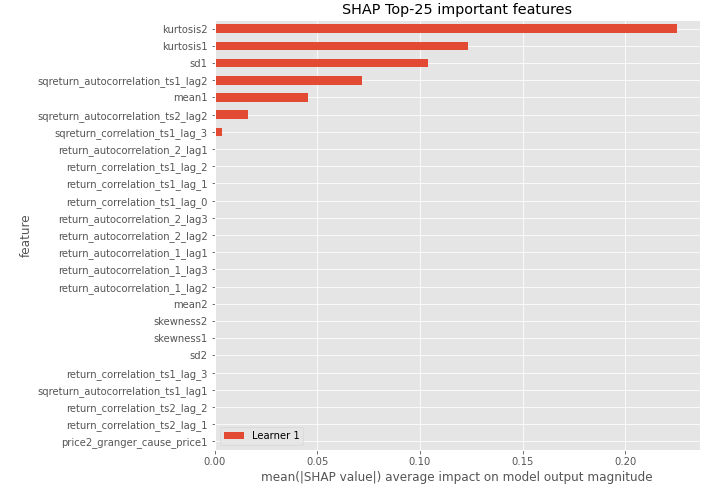 SHAP Top-25 important features
kurtosis2
kurtosis1
sd1
sqreturn_autocorrelation_ts1_lag2
mean1
sqreturn_autocorrelation_ts2_lag2
sqreturn_correlation_ts1_lag_3
return_autocorrelation_2_lag1
return_correlation_ts1_lag_2
return_correlation_ts1_lag_1
return_correlation_ts1_lag_0
return_autocorrelation_2_lag3
return_autocorrelation_2_lag2
return_autocorrelation_1_lag1
return_autocorrelation_1_lag3
return_autocorrelation_1_lag2
mean2
skewness2
skewness1
sd2
return_correlation_ts1_lag_3
sqreturn_autocorrelation_ts1_lag1
return_correlation_ts2_lag_2
return_correlation_ts2_lag_1
price2_granger_cause_price1
feature
Learner 1
0.00 0.05 0.10 0.15 0.20
mean(|SHAP value|) average impact on model output magnitude